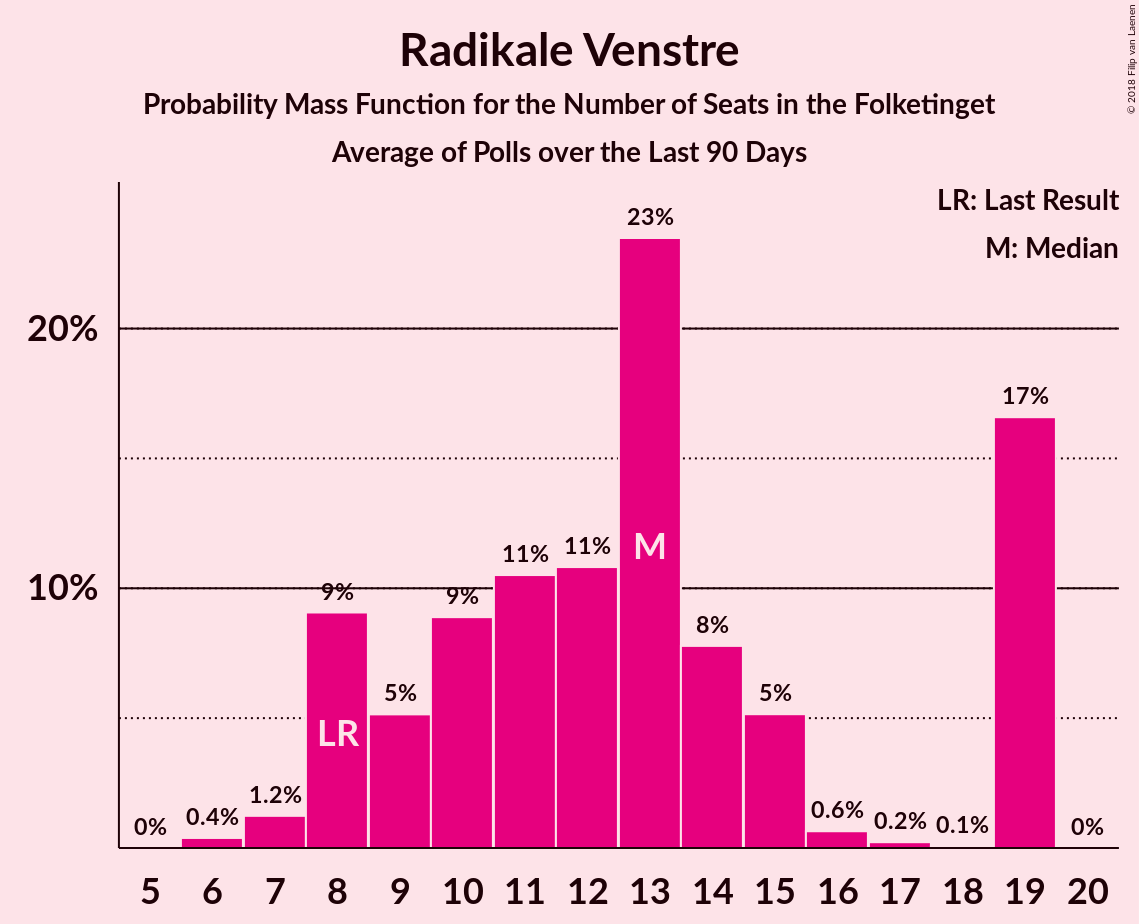 Radikale Venstre
Probability Mass Function for the Number of Seats in the Folketinget
Average of Polls over the Last 90 Days
© 2018 Filip van Laenen
LR: Last Result
M: Median
20%
10%
0%
0.4%
1.2%
9%
5%
9%
11%
11%
23%
8%
5%
0.6%
0.2%
0.1%
17%
0%
LR
M
5 6 7 8 9 10 11 12 13 14 15 16 17 18 19 20